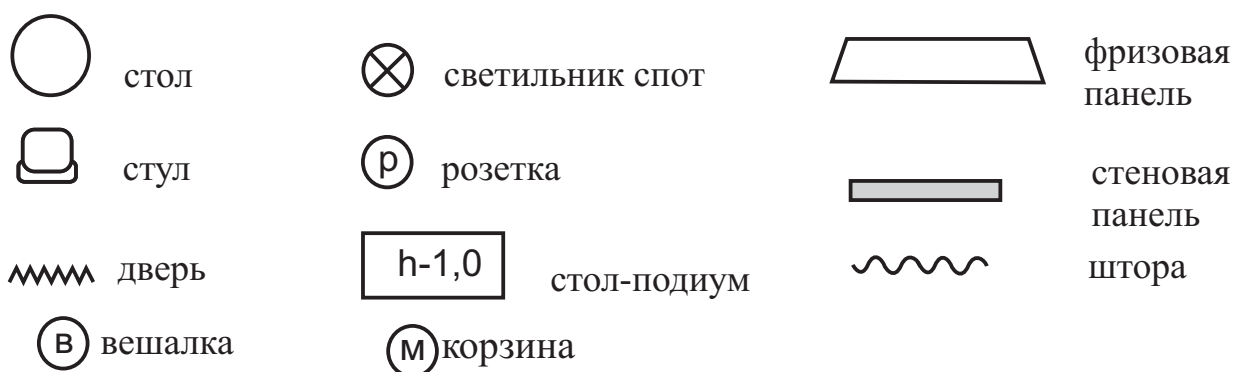 стол
светильник спот
фризовая
панель
стул
р
розетка
стеновая
панель
дверь
h-1,0
стол-подиум
штора
в
вешалка
м
корзина